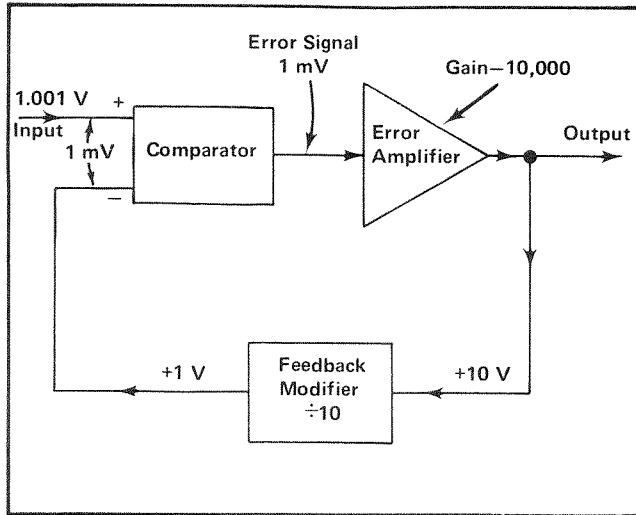 Error Signal
1 mV
Gain–10,000
1.001 V
+
Input
1 mV
–
Comparator
Error
Amplifier
Output
+1 V
Feedback
Modifier
÷10
+10 V